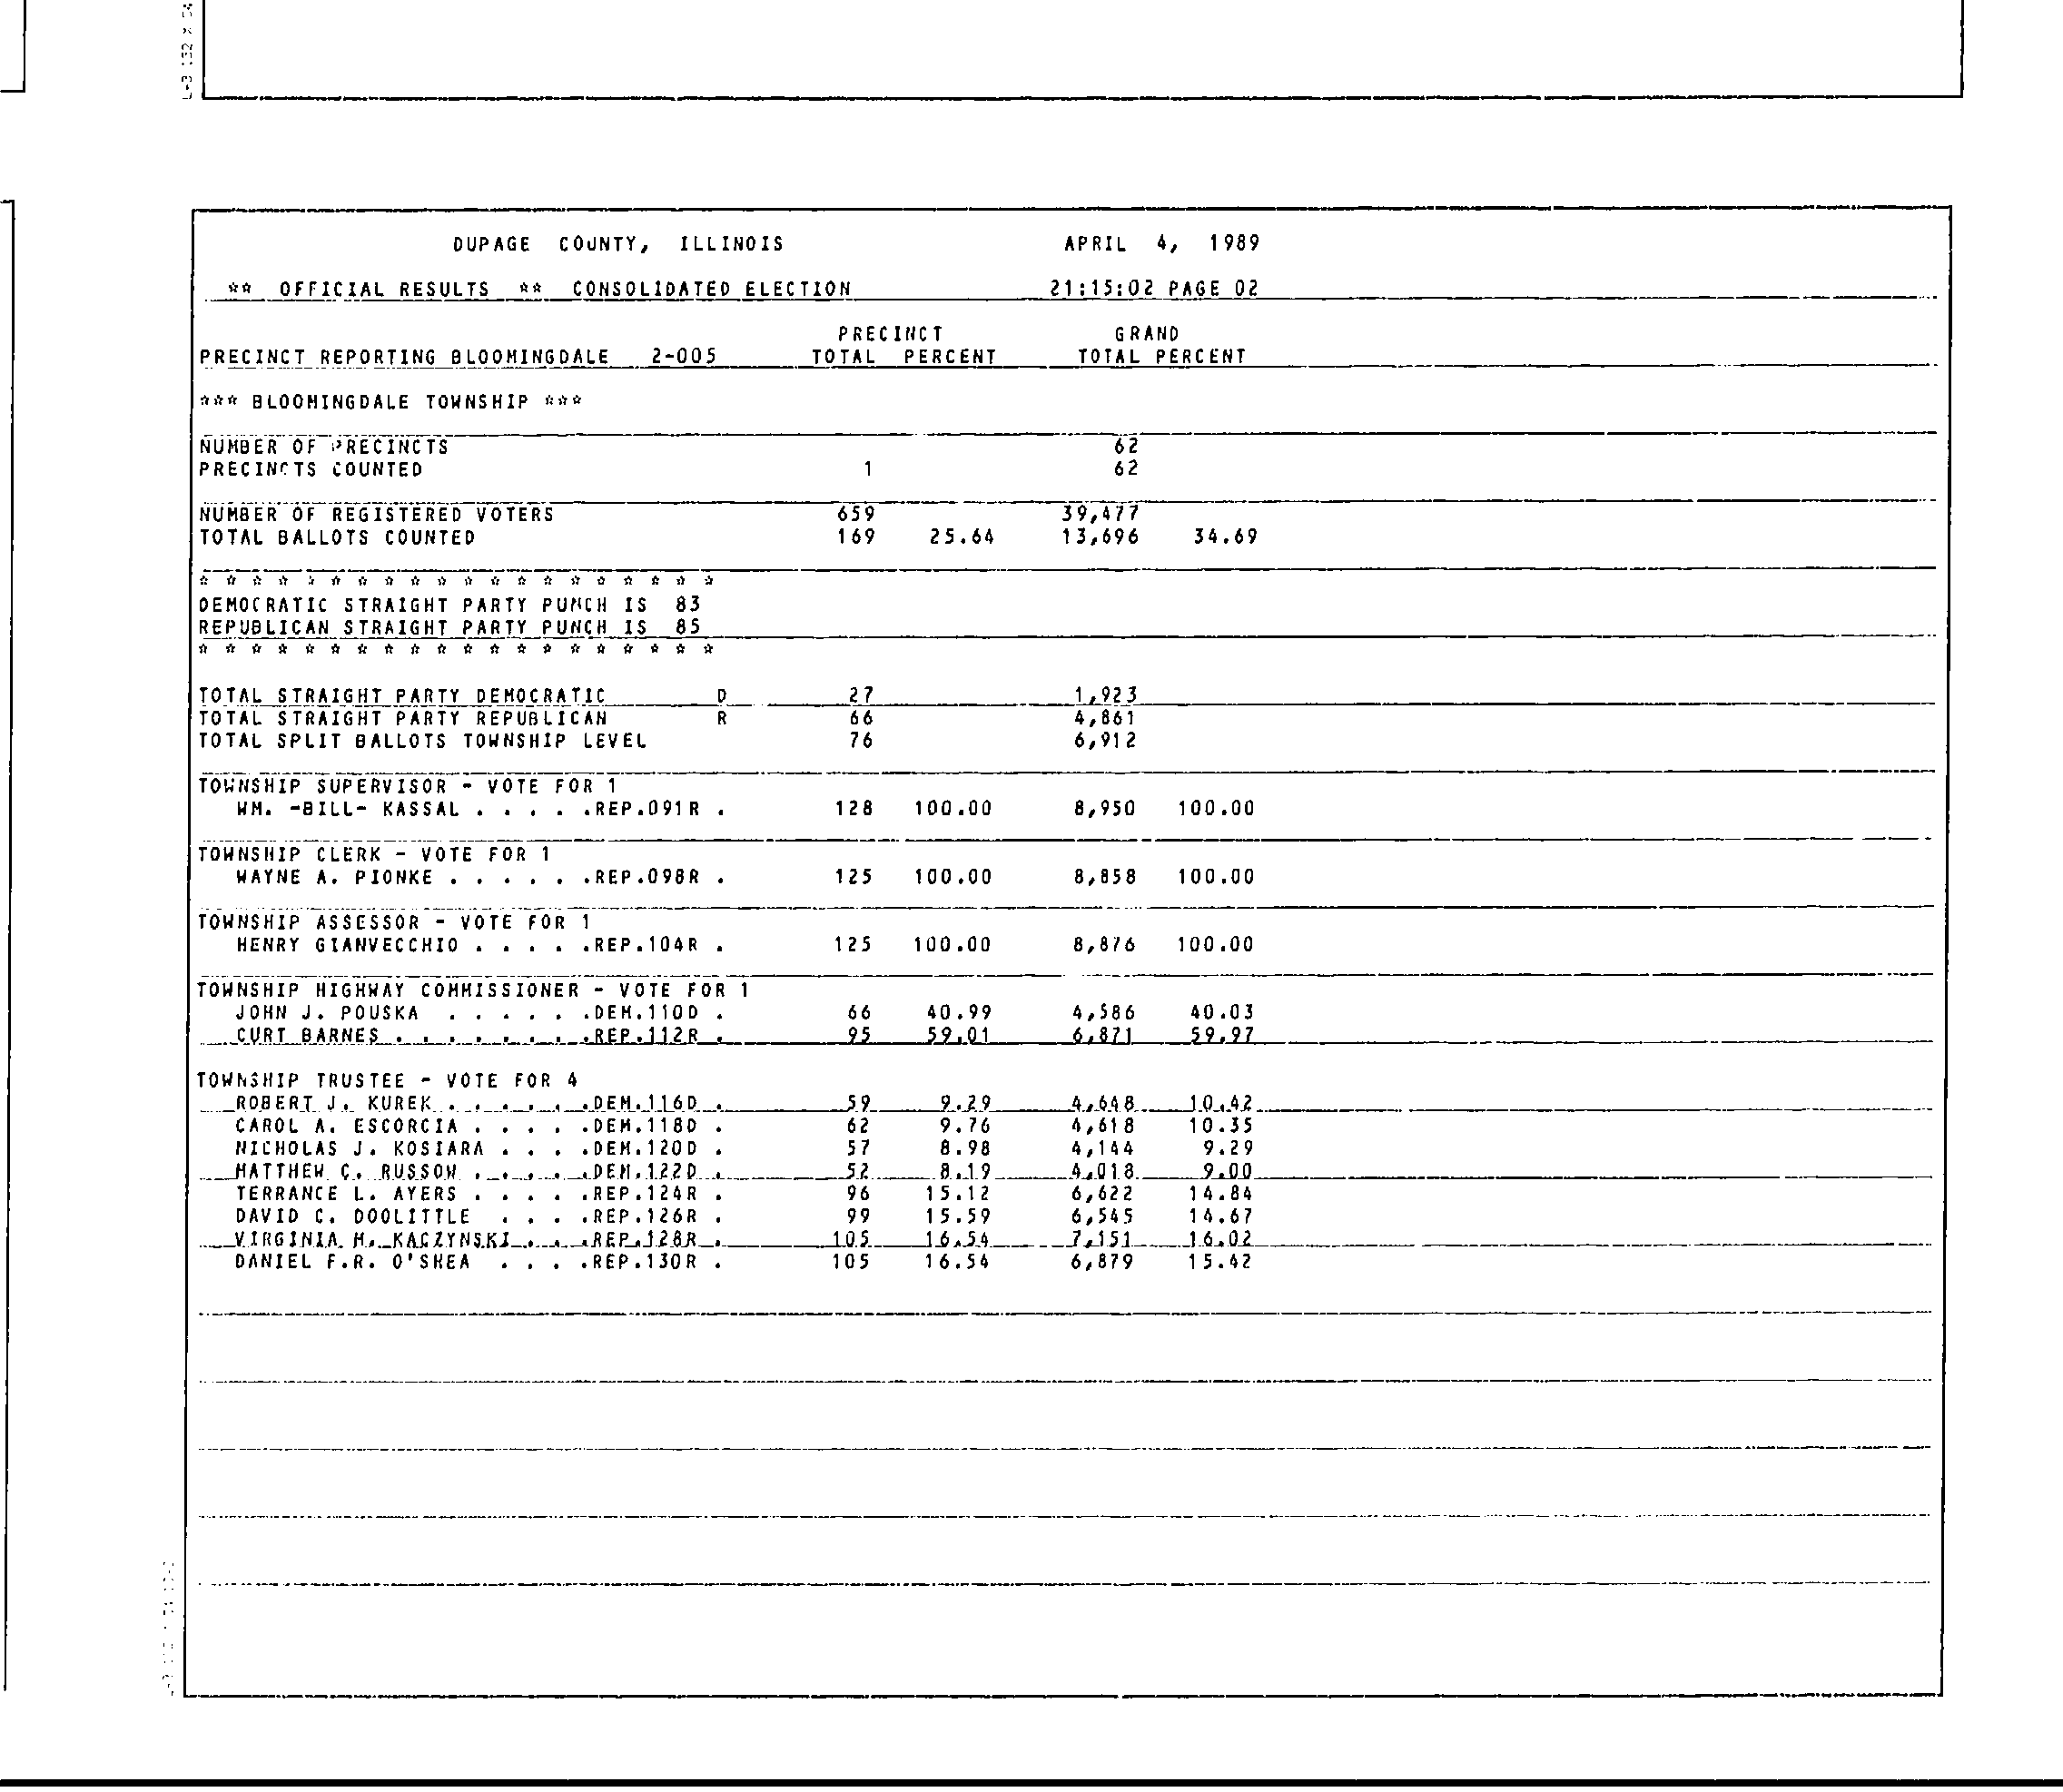 DUPAGE COUNTY, ILLINOIS APRIL 4, 1989
** OFFICIAL RESULTS ** CONSOLIDATED ELECTION 21:15:02 PAGE 02
PRECINCT GRAND
PRECINCT REPORTING BLOOMINGDALE 2-005 TOTAL PERCENT TOTAL PERCENT
*** BLOOMINGDALE TOWNSHIP ***
NUMBER OF PRECINCTS 62
PRECINCTS COUNTED 1 62
NUMBER OF REGISTERED VOTERS 659 39,477
TOTAL BALLOTS COUNTED 169 25.64 13,696 34.69
* * * * * * * * * * * * * * * * * * * *
DEMOCRATIC STRAIGHT PARTY PUNCH IS 83
REPUBLICAN STRAIGHT PARTY PUNCH IS 85
* * * * * * * * * * * * * * * * * * * *
TOTAL STRAIGHT PARTY DEMOCRATIC D 27 1,923
TOTAL STRAIGHT PARTY REPUBLICAN R 66 4,861
TOTAL SPLIT BALLOTS TOWNSHIP LEVEL 76 6,912
TOWNSHIP SUPERVISOR - VOTE FOR 1
WM. -BILL- KASSAL . . . . .REP.091R . 128 100.00 8,950 100.00
TOWNSHIP CLERK - VOTE FOR 1
WAYNE A. PIONKE . . . . . .REP.098R . 125 100.00 8,858 100.00
TOWNSHIP ASSESSOR - VOTE FOR 1
HENRY GIANVECCHIO . . . . .REP.104R . 125 100.00 8,876 100.00
TOWNSHIP HIGHWAY COMMISSIONER - VOTE FOR 1
JOHN J. POUSKA . . . . . .DEM.110D . 66 40.99 4,586 40.03
CURT BARNES . . . . . . . .REP.112R . 95 59.01 6,871 59.97
TOWNSHIP TRUSTEE - VOTE FOR 4
ROBERT J. KUREK . . . . . .DEM.116D . 59 9.29 4,648 10.42
CAROL A. ESCORCIA . . . . .DEM.118D . 62 9.76 4,618 10.35
NICHOLAS J. KOSIARA . . . .DEM.120D . 57 8.98 4,144 9.29
MATTHEW C. RUSSOW . . . . .DEM.122D . 52 8.19 4,018 9.00
TERRANCE L. AYERS . . . . .REP.124R . 96 15.12 6,622 14.84
DAVID C. DOOLITTLE . . . .REP.126R . 99 15.59 6,545 14.67
VIRGINIA M. KACZYNSKI . . .REP.128R . 105 16.54 7,151 16.02
DANIEL F.R. O'SHEA . . . .REP.130R . 105 16.54 6,879 15.42